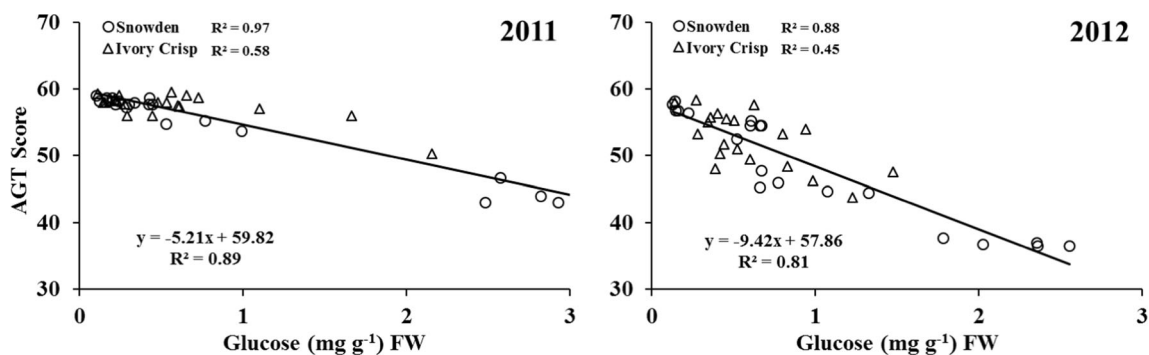 70
○Snowden R² = 0.97
△Ivory Crisp R² = 0.58
2011
60
50
40
30
AGT Score
y = -5.21x + 59.82
R² = 0.89
0 1 2 3
Glucose (mg g⁻¹) FW
70
○Snowden R² = 0.88
△Ivory Crisp R² = 0.45
2012
60
50
40
30
y = -9.42x + 57.86
R² = 0.81
0 1 2 3
Glucose (mg g⁻¹) FW